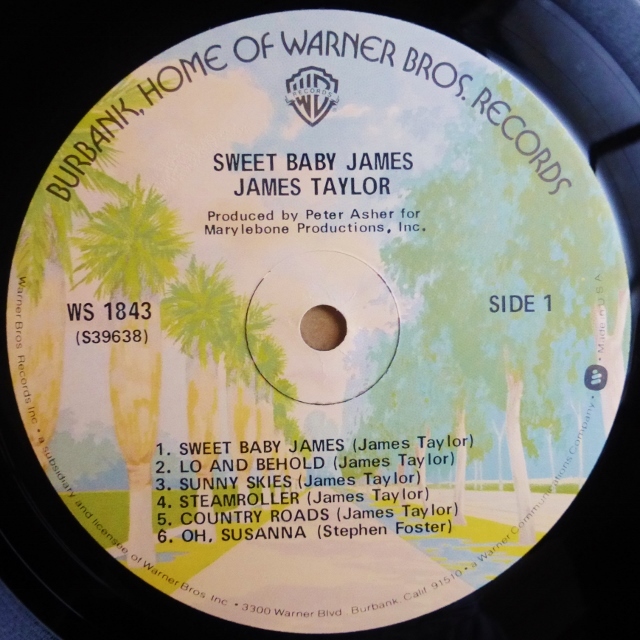 BURBANK, HOME OF WARNER BROS. RECORDS
RECORDS
SWEET BABY JAMES
JAMES TAYLOR
Produced by Peter Asher for
Marylebone Productions, Inc.
WS 1843
(S39638)
SIDE 1
1. SWEET BABY JAMES (James Taylor)
2. LO AND BEHOLD (James Taylor)
3. SUNNY SKIES (James Taylor)
4. STEAMROLLER (James Taylor)
5. COUNTRY ROADS (James Taylor)
6. OH, SUSANNA (Stephen Foster)
Warner Bros. Records Inc. • a subsidiary and licensee of Warner Bros. Inc. • 3300 Warner Blvd., Burbank, Calif. 91510 • a Warner Communications Company • Made in U.S.A.